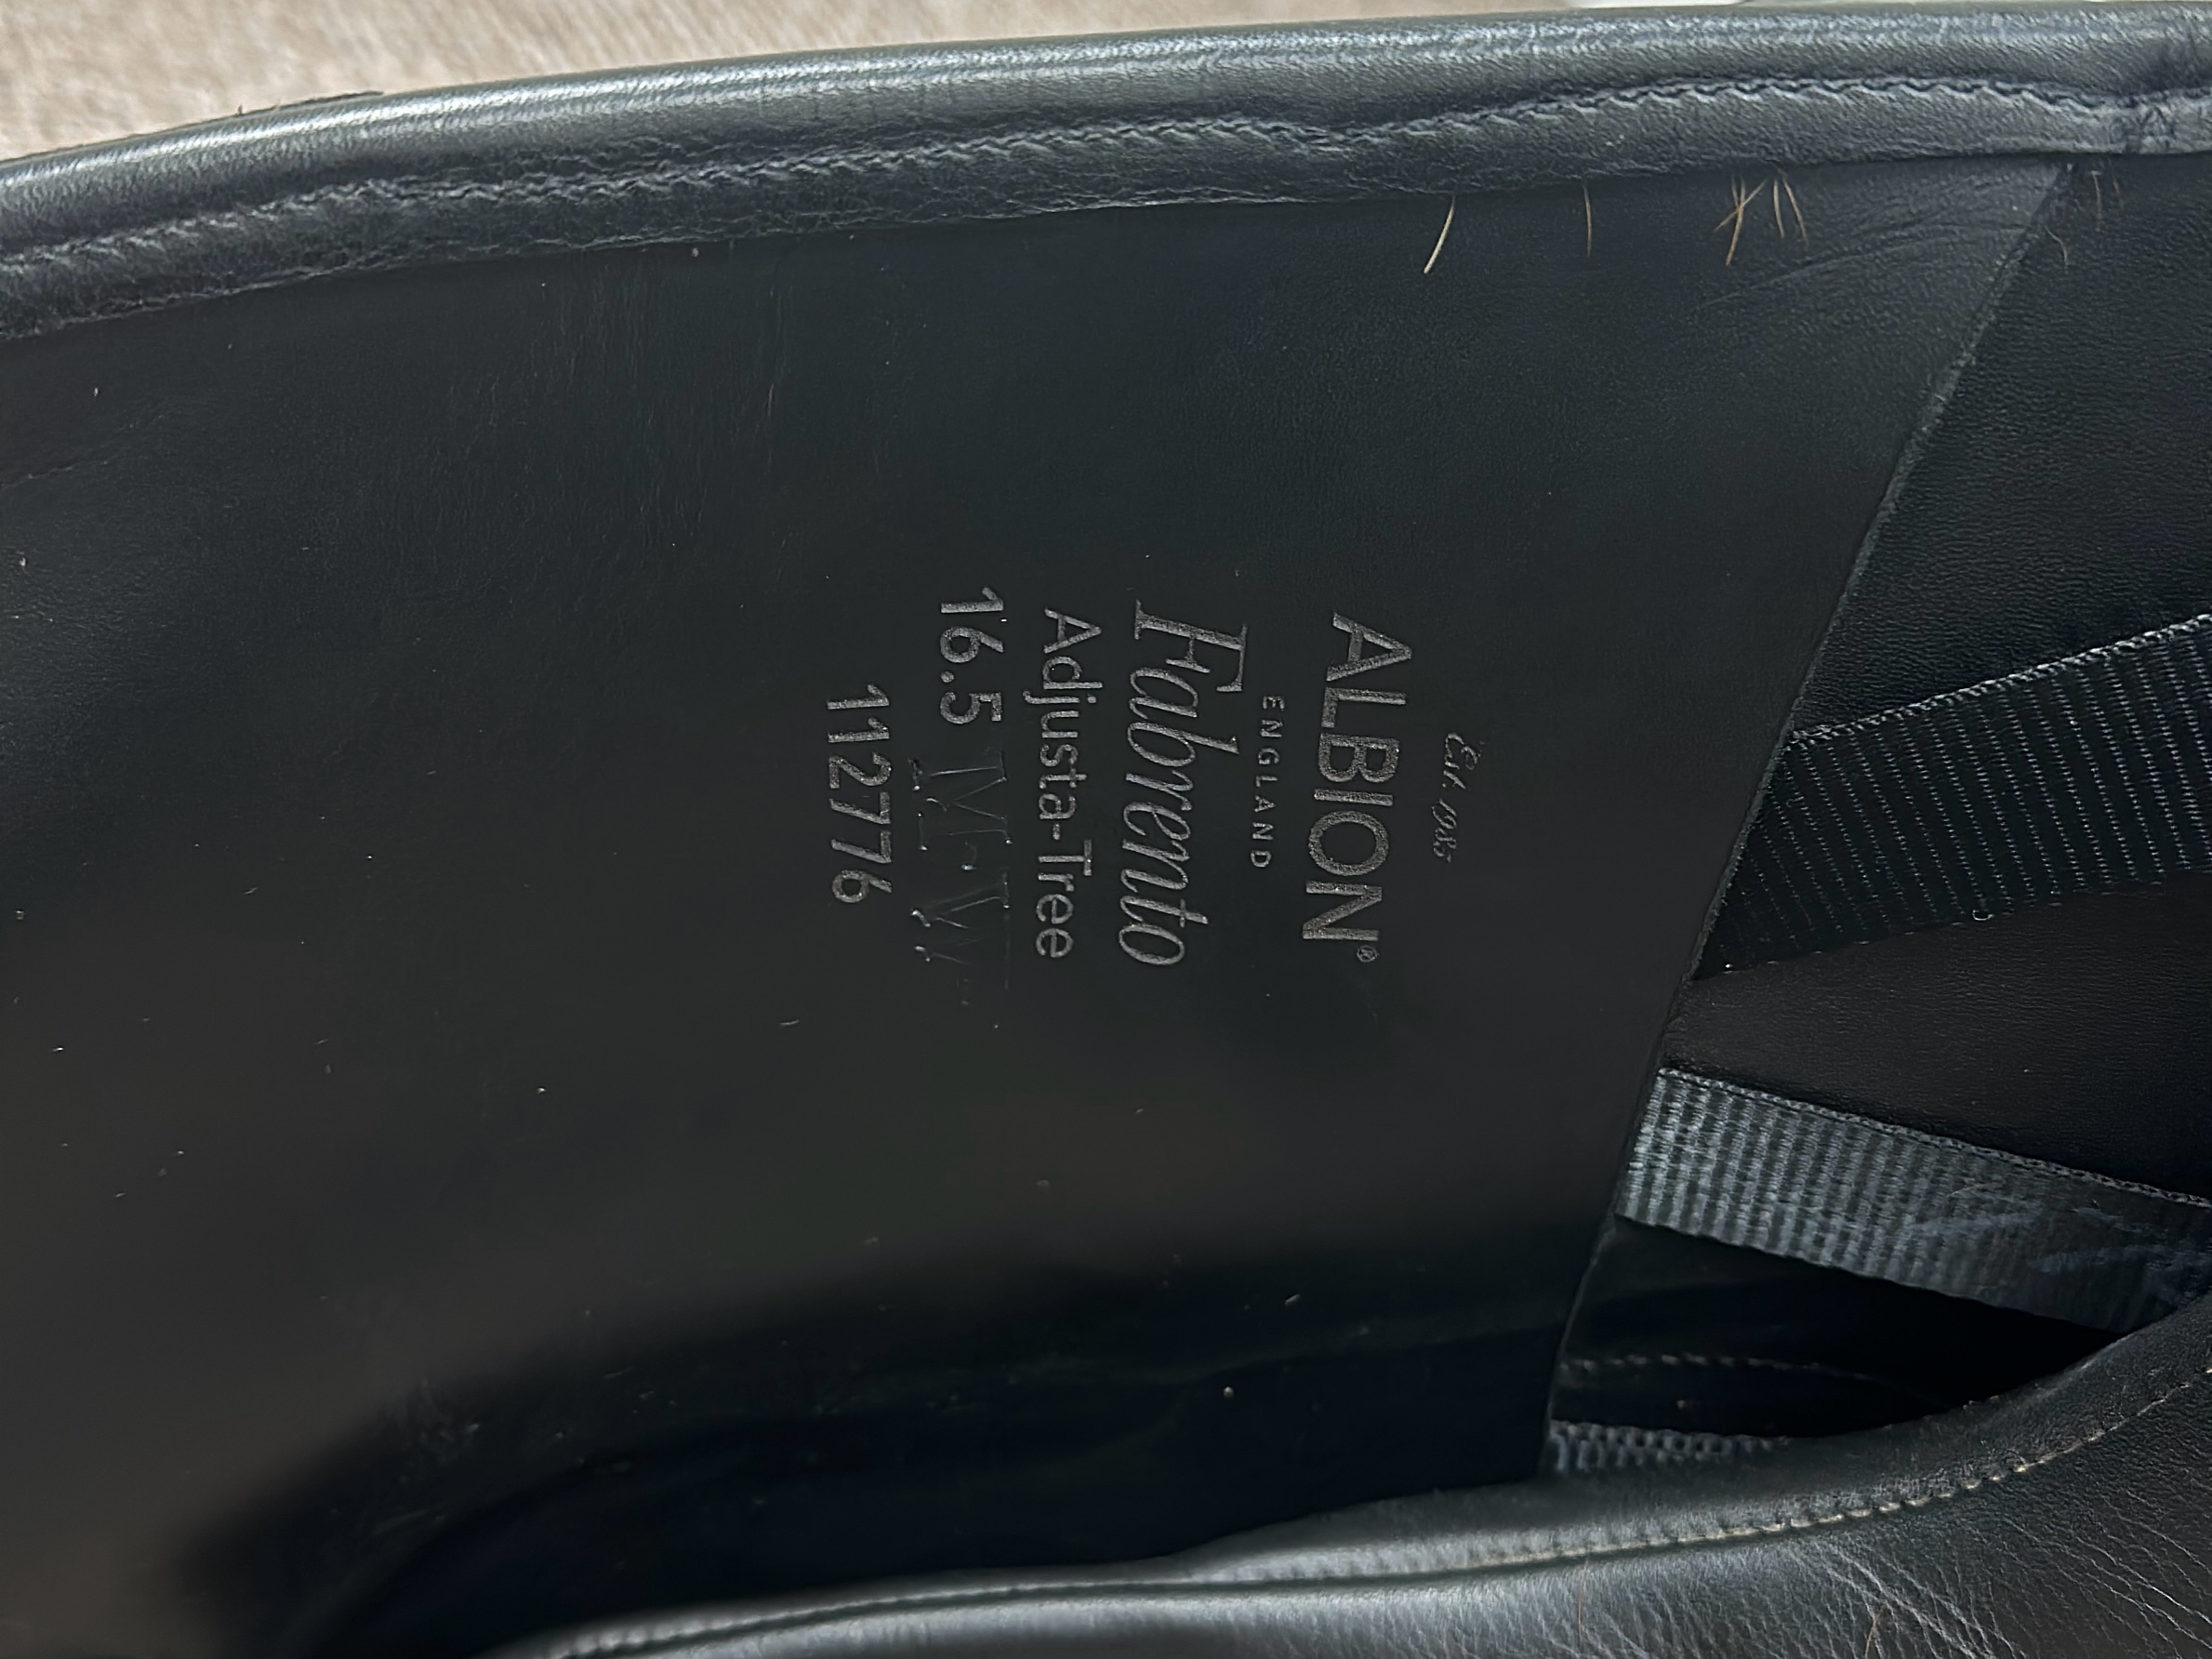 Est. 1985
ALBION®
ENGLAND
Fabrento
Adjusta-Tree
16.5 M-W
112776